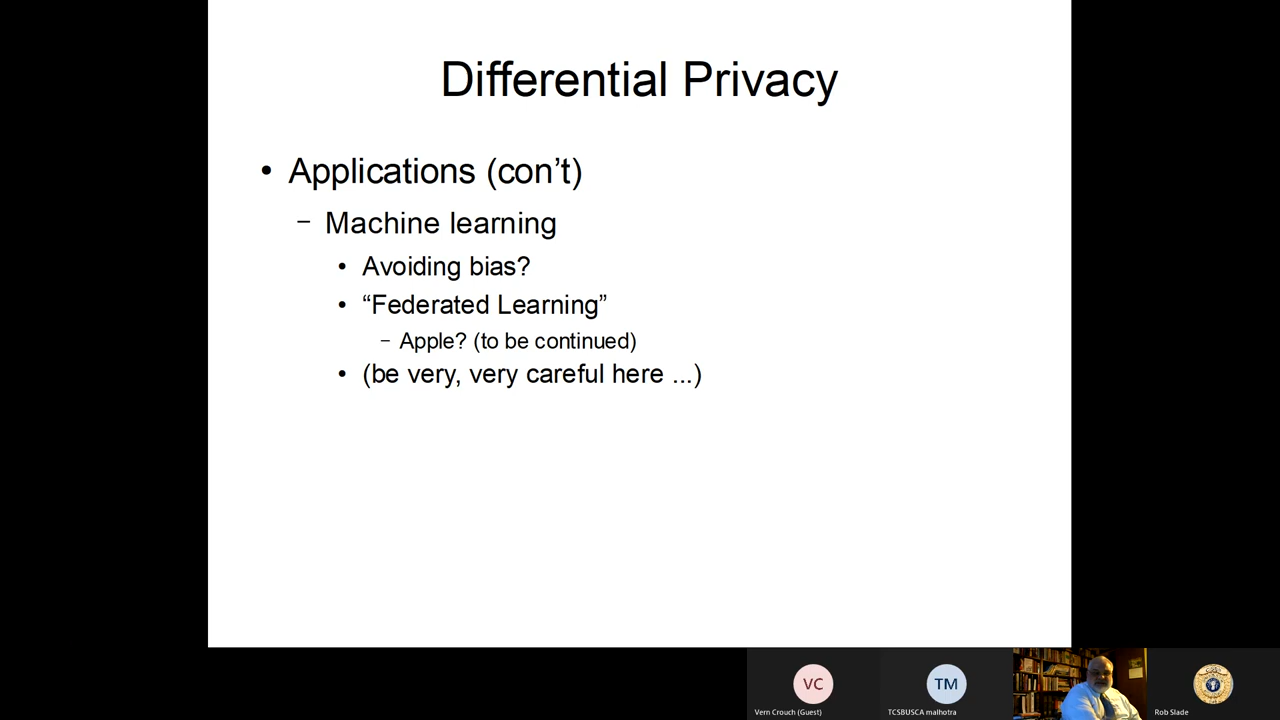 Differential Privacy
• Applications (con’t)
– Machine learning
• Avoiding bias?
• “Federated Learning”
– Apple? (to be continued)
• (be very, very careful here ...)
VC
TM
Vern Crouch (Guest)
TCSBUSCA malhotra
Rob Slade